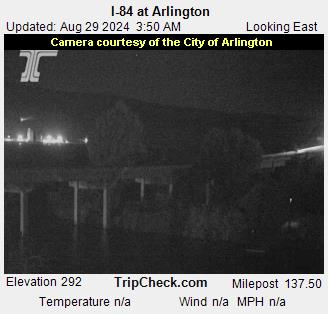 I-84 at Arlington
Updated: Aug 29 2024 3:50 AM Looking East
Camera courtesy of the City of Arlington
Elevation 292 TripCheck.com Milepost 137.50
Temperature n/a Wind n/a MPH n/a